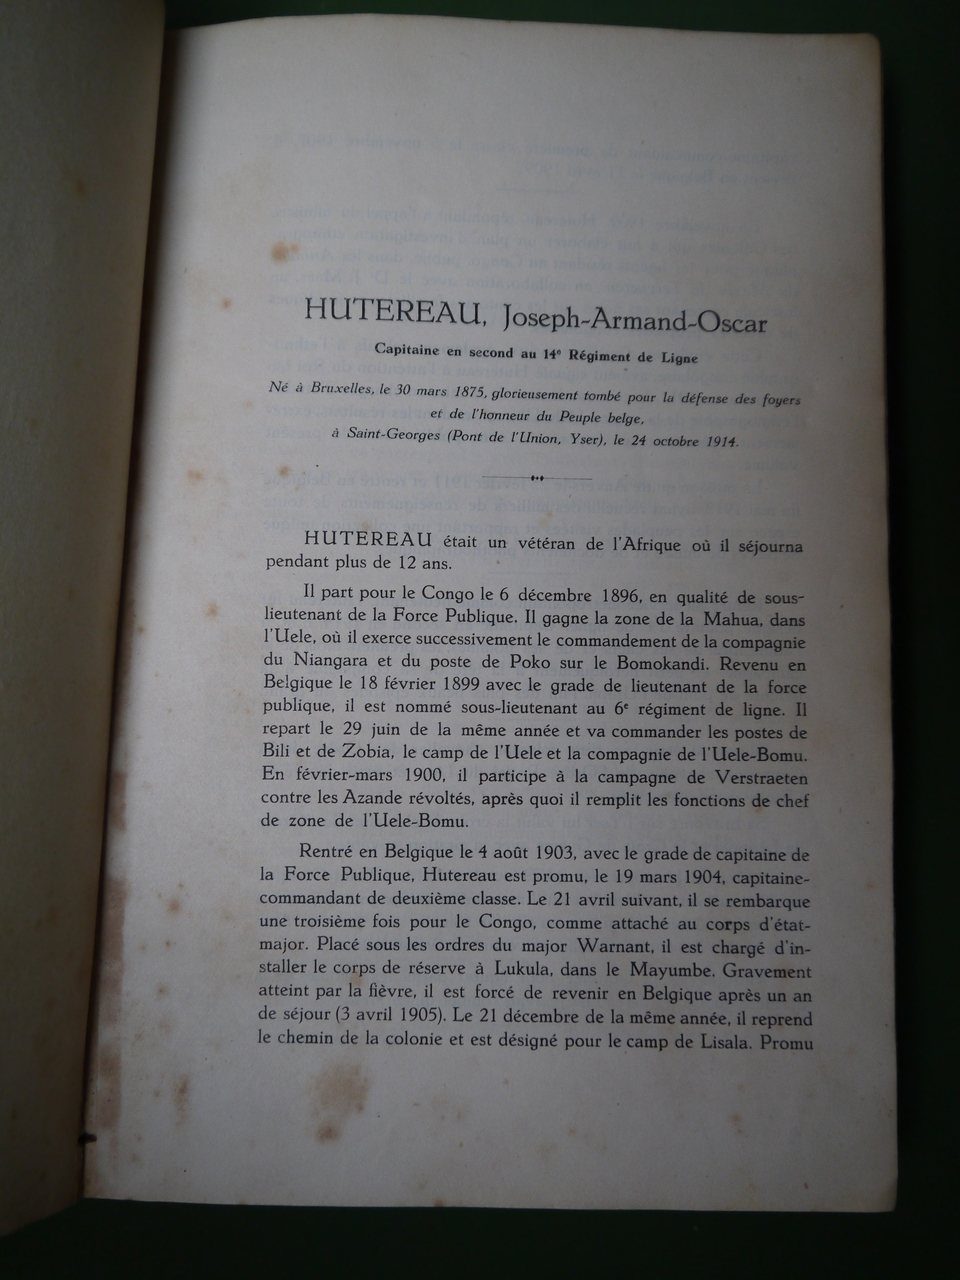 HUTEREAU, Joseph-Armand-Oscar
Capitaine en second au 14e Régiment de Ligne
Né à Bruxelles, le 30 mars 1875, glorieusement tombé pour la défense des foyers
et de l'honneur du Peuple belge,
à Saint-Georges (Pont de l'Union, Yser), le 24 octobre 1914.
HUTEREAU était un vétéran de l'Afrique où il séjourna
pendant plus de 12 ans.
Il part pour le Congo le 6 décembre 1896, en qualité de sous-
lieutenant de la Force Publique. Il gagne la zone de la Mahua, dans
l'Uele, où il exerce successivement le commandement de la compagnie
du Niangara et du poste de Poko sur le Bomokandi. Revenu en
Belgique le 18 février 1899 avec le grade de lieutenant de la force
publique, il est nommé sous-lieutenant au 6e régiment de ligne. Il
repart le 29 juin de la même année et va commander les postes de
Bili et de Zobia, le camp de l'Uele et la compagnie de l'Uele-Bomu.
En février-mars 1900, il participe à la campagne de Verstraeten
contre les Azande révoltés, après quoi il remplit les fonctions de chef
de zone de l'Uele-Bomu.
Rentré en Belgique le 4 août 1903, avec le grade de capitaine de
la Force Publique, Hutereau est promu, le 19 mars 1904, capitaine-
commandant de deuxième classe. Le 21 avril suivant, il se rembarque
une troisième fois pour le Congo, comme attaché au corps d'état-
major. Placé sous les ordres du major Warnant, il est chargé d'in-
staller le corps de réserve à Lukula, dans le Mayumbe. Gravement
atteint par la fièvre, il est forcé de revenir en Belgique après un an
de séjour (3 avril 1905). Le 21 décembre de la même année, il reprend
le chemin de la colonie et est désigné pour le camp de Lisala. Promu